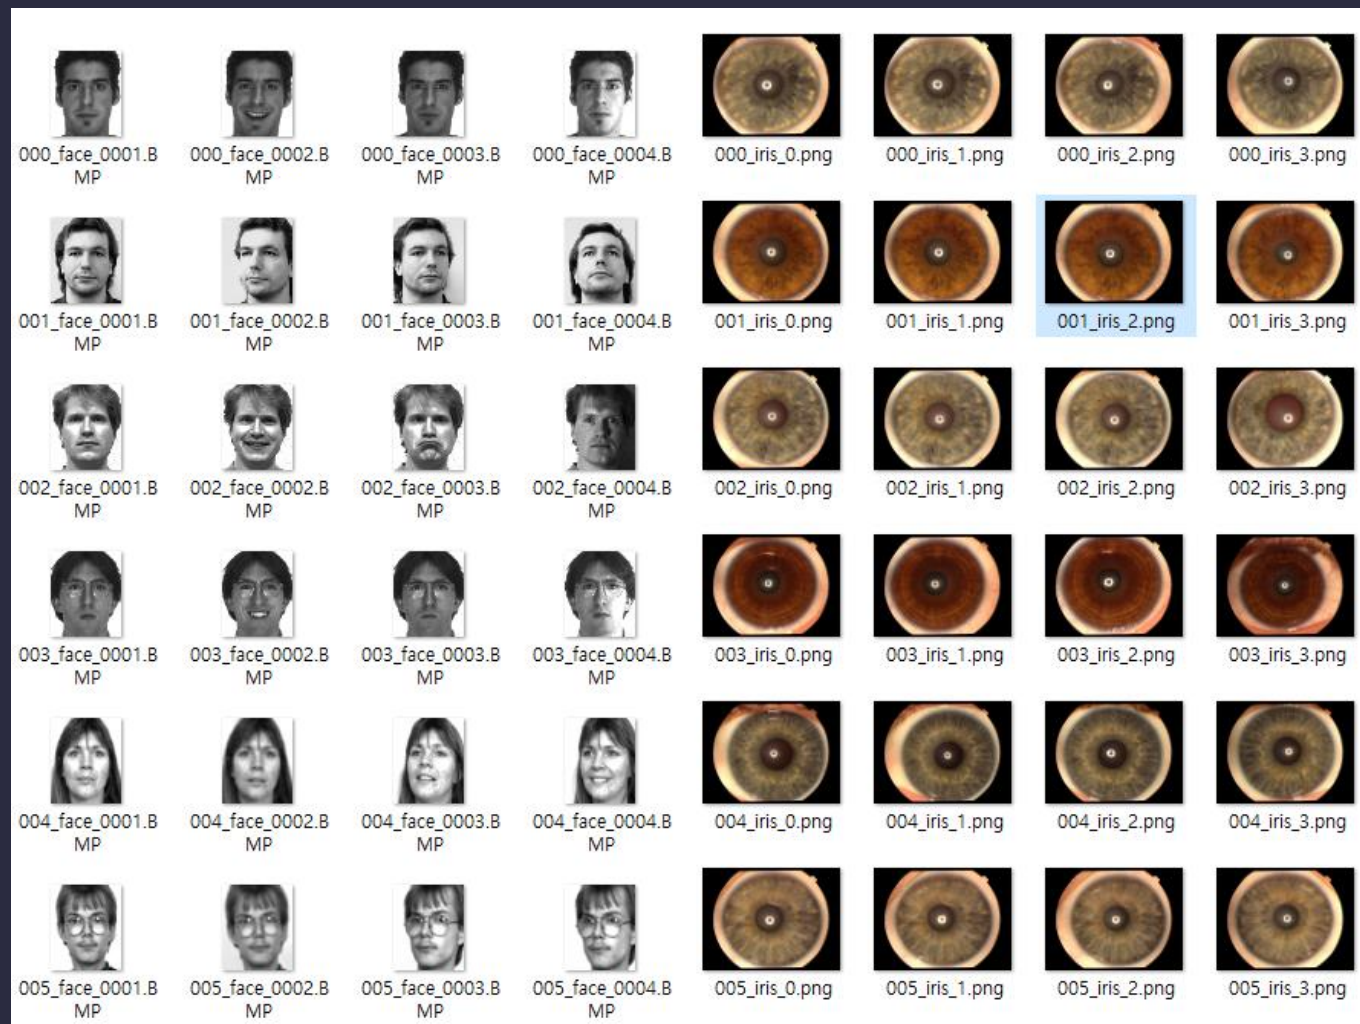 000_face_0001.B
MP
000_face_0002.B
MP
000_face_0003.B
MP
000_face_0004.B
MP
000_iris_0.png
000_iris_1.png
000_iris_2.png
000_iris_3.png
001_face_0001.B
MP
001_face_0002.B
MP
001_face_0003.B
MP
001_face_0004.B
MP
001_iris_0.png
001_iris_1.png
001_iris_2.png
001_iris_3.png
002_face_0001.B
MP
002_face_0002.B
MP
002_face_0003.B
MP
002_face_0004.B
MP
002_iris_0.png
002_iris_1.png
002_iris_2.png
002_iris_3.png
003_face_0001.B
MP
003_face_0002.B
MP
003_face_0003.B
MP
003_face_0004.B
MP
003_iris_0.png
003_iris_1.png
003_iris_2.png
003_iris_3.png
004_face_0001.B
MP
004_face_0002.B
MP
004_face_0003.B
MP
004_face_0004.B
MP
004_iris_0.png
004_iris_1.png
004_iris_2.png
004_iris_3.png
005_face_0001.B
MP
005_face_0002.B
MP
005_face_0003.B
MP
005_face_0004.B
MP
005_iris_0.png
005_iris_1.png
005_iris_2.png
005_iris_3.png